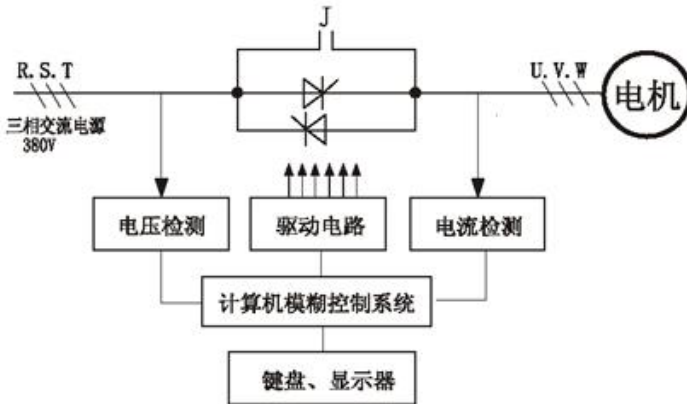 J
R.S.T
U.V.W
电机
三相交流电源
380V
电压检测
驱动电路
电流检测
计算机模糊控制系统
键盘、显示器